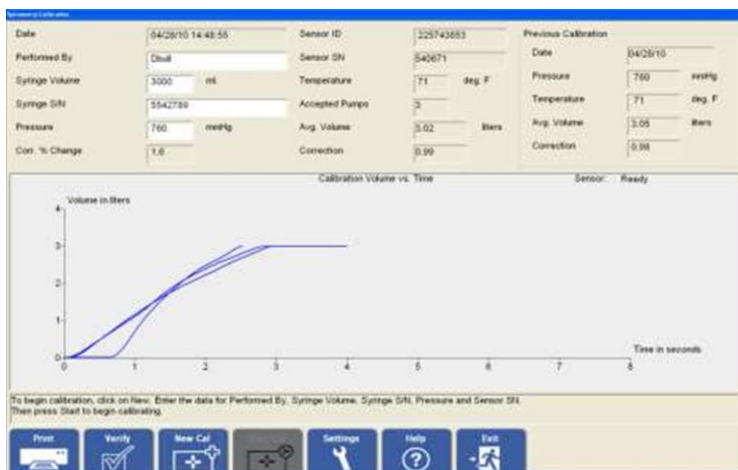 Spirometry Calibration
Date 04/28/10 14:48:55 Sensor ID 225743853 Previous Calibration
Performed By Dhull Sensor SN 540671 Date 04/26/10
Syringe Volume 3000 ml. Temperature 71 deg. F Pressure 760 mmHg
Syringe S/N 5542789 Accepted Pumps 3 Temperature 71 deg. F
Pressure 760 mmHg Avg. Volume 3.02 liters Avg. Volume 3.05 liters
Corr. % Change 1.6 Correction 0.99 Correction 0.98
Calibration Volume vs. Time Sensor: Ready
Volume in liters
4
3
2
1
0
0 1 2 3 4 5 6 7 8
Time in seconds
To begin calibration, click on New. Enter the data for Performed By, Syringe Volume, Syringe S/N, Pressure and Sensor SN.
Then press Start to begin calibrating.
Print Verify New Cal Settings Help Exit